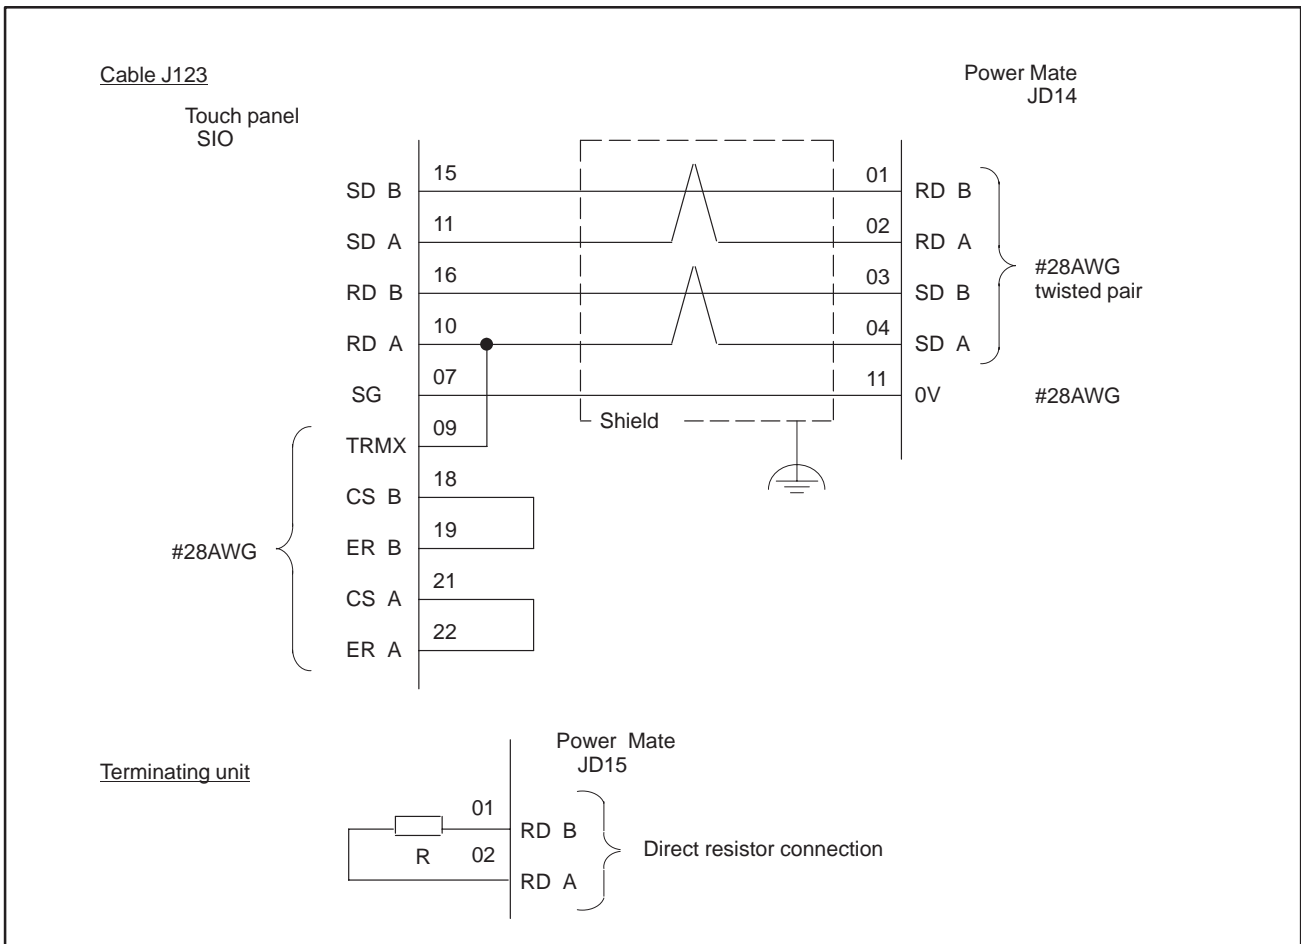 Cable J123
Power Mate
JD14
Touch panel
SIO
SD B 15 01 RD B
SD A 11 02 RD A
RD B 16 03 SD B
RD A 10 04 SD A
#28AWG
twisted pair
SG 07 11 0V #28AWG
Shield
TRMX 09
CS B 18
ER B 19
#28AWG
CS A 21
ER A 22
Terminating unit
Power Mate
JD15
01 RD B
R 02 RD A
Direct resistor connection